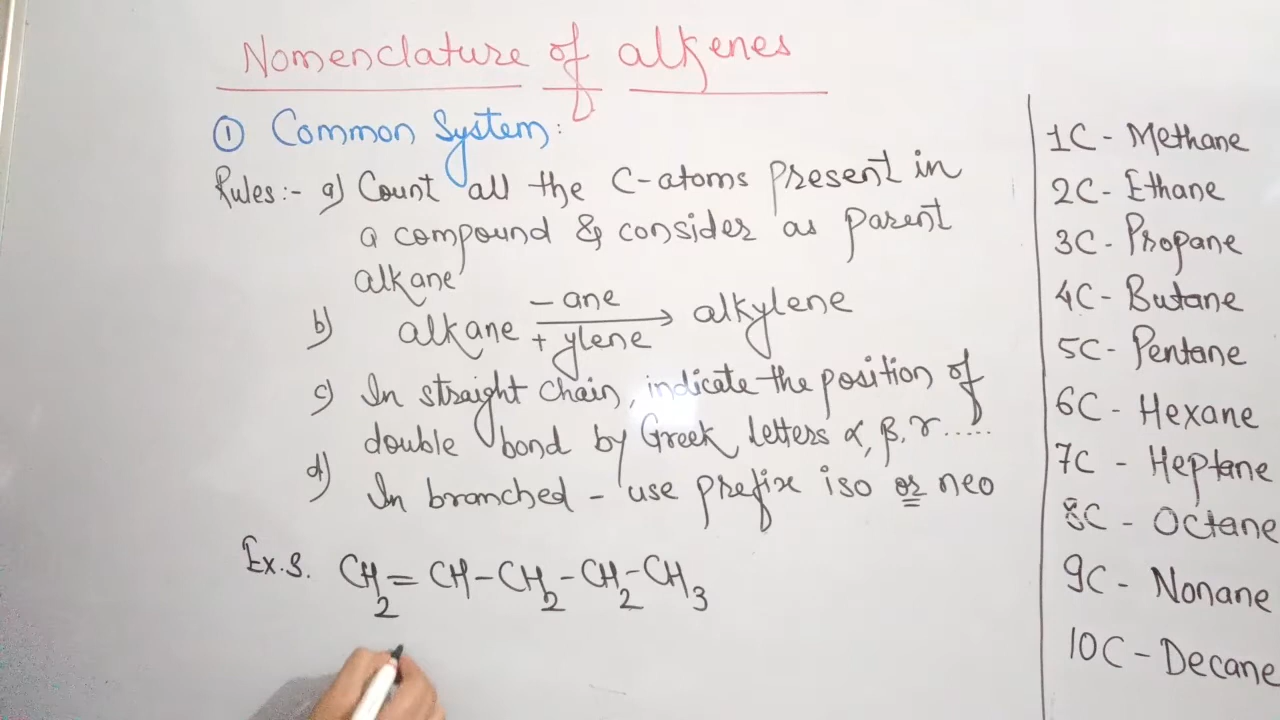 Nomenclature of alkenes
① Common System:
Rules:- a) Count all the C-atoms present in
a compound & consider as parent
alkane
b) alkane - ane + ylene → alkylene
c) In straight chain, indicate the position of
double bond by Greek letters α, β, γ.....
d) In branched - use prefix iso or neo
Ex.s. CH2=CH-CH2-CH2-CH3
1C - Methane
2C - Ethane
3C - Propane
4C - Butane
5C - Pentane
6C - Hexane
7C - Heptane
8C - Octane
9C - Nonane
10C - Decane